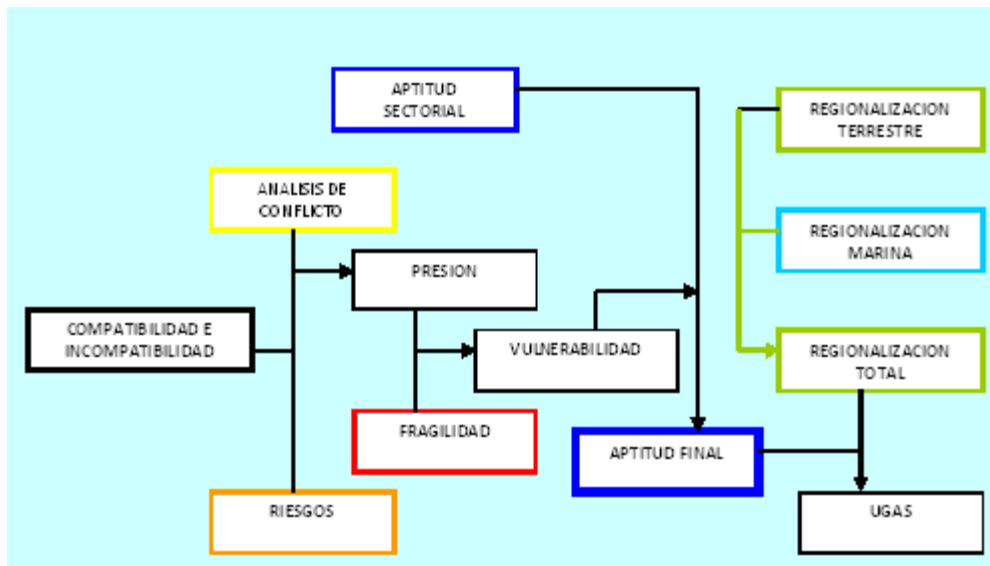 APTITUD
SECTORIAL
REGIONALIZACION
TERRESTRE
ANALISIS DE
CONFLICTO
REGIONALIZACION
MARINA
PRESION
COMPATIBILIDAD E
INCOMPATIBILIDAD
VULNERABILIDAD
REGIONALIZACION
TOTAL
FRAGILIDAD
APTITUD FINAL
RIESGOS
UGAS